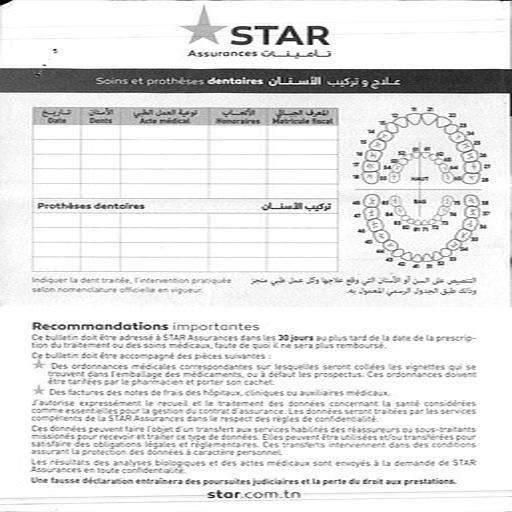 STAR
Assurances تأمينات
Soins et prothèses dentaires علاج و تركيب الأسنان
تاريخ الأسنان نوعية العمل الطبي الأتعاب المعرف الجبائي
Date Dents Acte médical Honoraires Matricule fiscal
Prothèses dentaires تركيب الأسنان
HAUT
BAS
Indiquer la dent traitée, l'intervention pratiquée
selon nomenclature officielle en vigueur.
التنصيص على السن أو الأسنان التي وقع علاجها وكل عمل طبي منجز
وذلك طبق الجدول الرسمي المعمول به.
Recommandations importantes
Ce bulletin doit être adressé à STAR Assurances dans les 30 jours au plus tard de la date de la prescrip-
tion du traitement ou des soins médicaux, faute de quoi il ne sera plus remboursé.
Ce bulletin doit être accompagné des pièces suivantes :
Des ordonnances médicales correspondantes sur lesquelles seront collées les vignettes qui se
trouvent dans l'emballage des médicaments, ou à défaut les prospectus. Ces ordonnances doivent
être tarifées par le pharmacien et porter son cachet.
Des factures des notes de frais des hôpitaux, cliniques ou auxiliaires médicaux.
J'autorise expressément le recueil et le traitement des données concernant la santé considérées
comme essentielles pour la gestion du contrat d'assurance. Les données seront traitées par les services
compétents de la STAR Assurances dans le respect des règles de confidentialité.
Ces données peuvent faire l'objet d'un transfert aux services habilités des réassureurs ou sous-traitants
missionés pour recevoir et traiter ce type de données. Elles peuvent être utilisées et/ou transférées pour
satisfaire des obligations légales et réglementaires. Ces transferts interviennent dans des conditions
assurant la protection des données à caractère personnel.
Les résultats des analyses biologiques et des actes médicaux sont envoyés à la demande de STAR
Assurances en toute confidentialité.
Une fausse déclaration entraînera des poursuites judiciaires et la perte du droit aux prestations.
star.com.tn